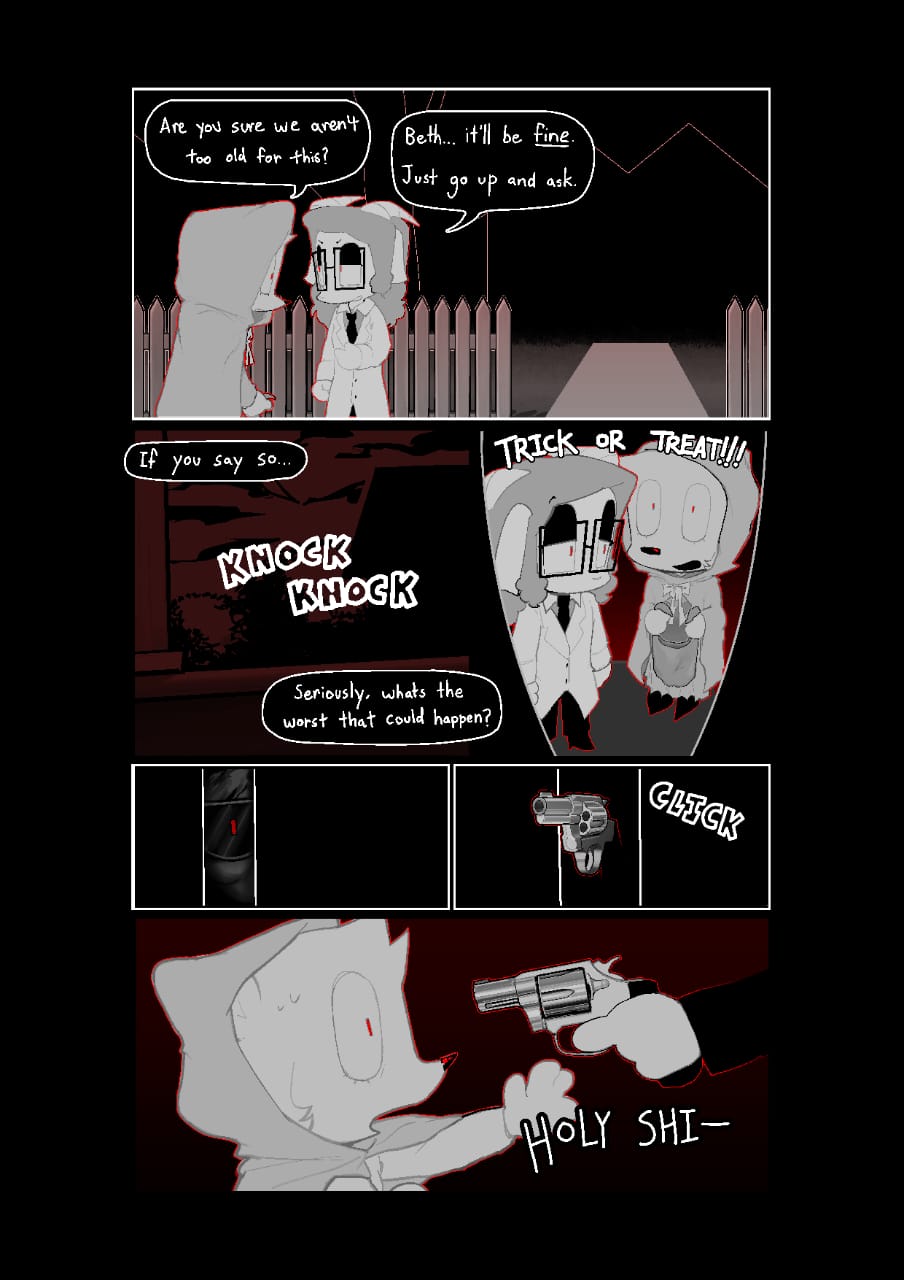 Are you sure we aren't
too old for this?
Beth... it'll be fine.
Just go up and ask.
If you say so...
KNOCK
KNOCK
Seriously, whats the
worst that could happen?
TRICK OR TREAT!!!
CLICK
HOLY SHI—